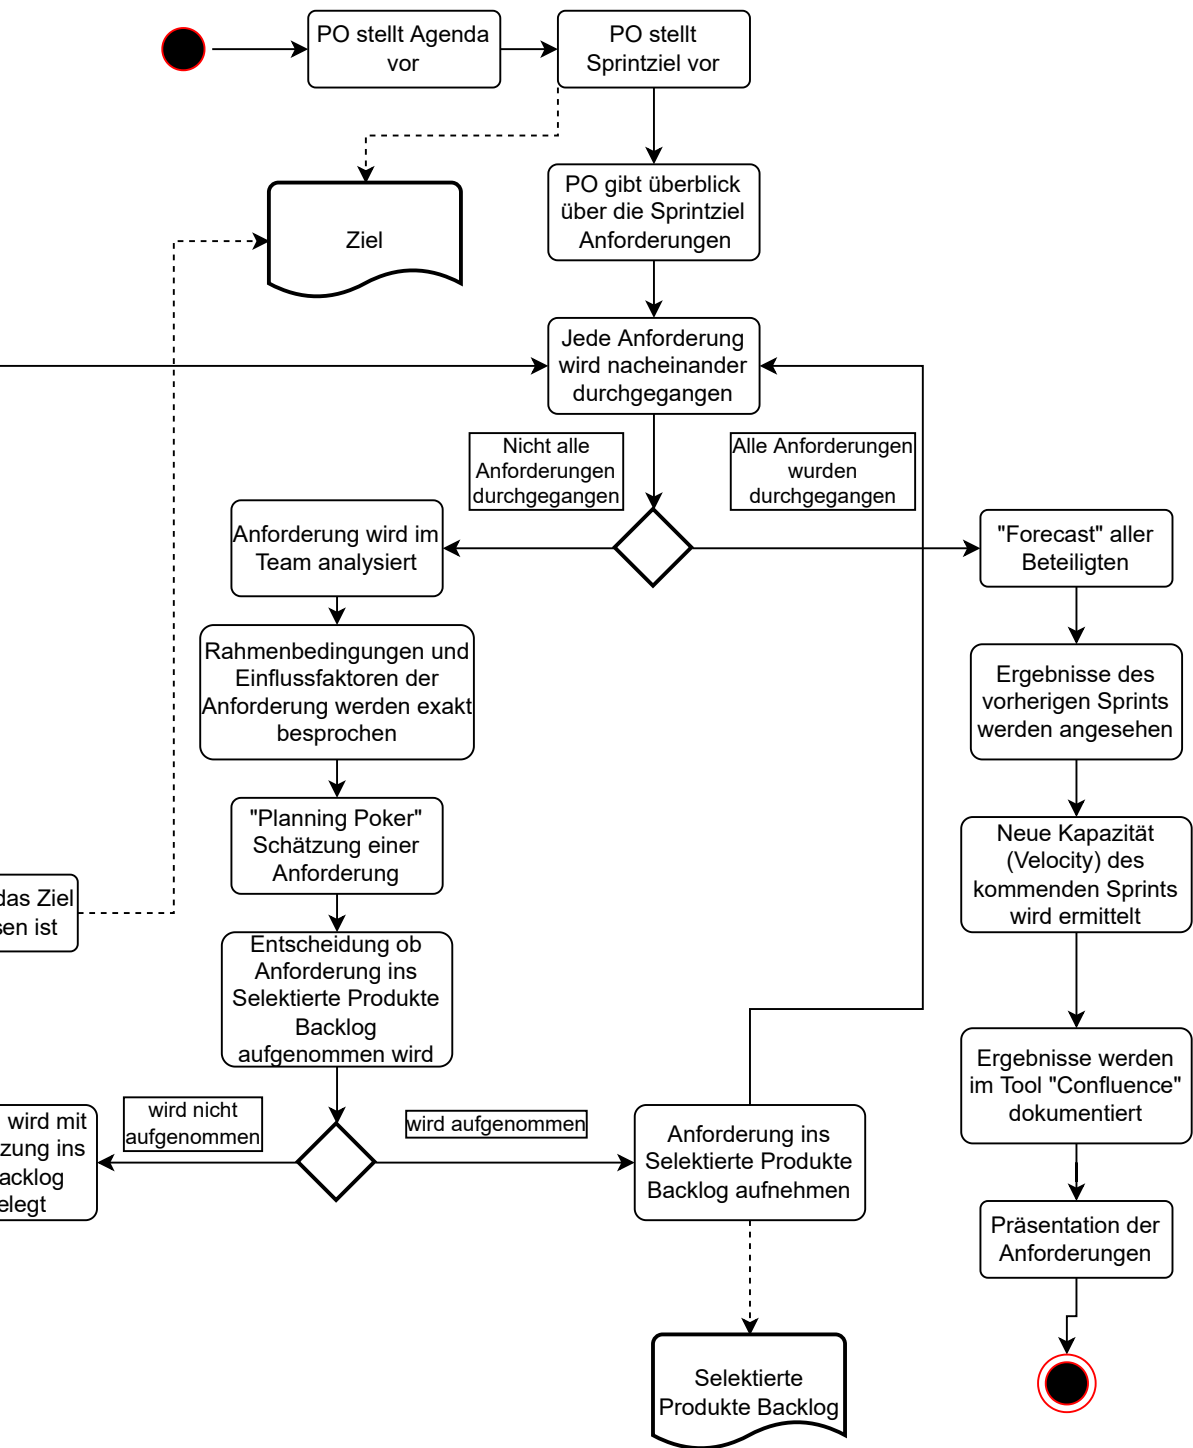 PO stellt Agenda
vor
PO stellt
Sprintziel vor
Ziel
PO gibt überblick
über die Sprintziel
Anforderungen
Jede Anforderung
wird nacheinander
durchgegangen
Nicht alle
Anforderungen
durchgegangen
Alle Anforderungen
wurden
durchgegangen
Anforderung wird im
Team analysiert
"Forecast" aller
Beteiligten
Rahmenbedingungen und
Einflussfaktoren der
Anforderung werden exakt
besprochen
Ergebnisse des
vorherigen Sprints
werden angesehen
"Planning Poker"
Schätzung einer
Anforderung
Neue Kapazität
(Velocity) des
kommenden Sprints
wird ermittelt
das Ziel
sen ist
Entscheidung ob
Anforderung ins
Selektierte Produkte
Backlog
aufgenommen wird
Ergebnisse werden
im Tool "Confluence"
dokumentiert
wird mit
zung ins
acklog
elegt
wird nicht
aufgenommen
wird aufgenommen
Anforderung ins
Selektierte Produkte
Backlog aufnehmen
Präsentation der
Anforderungen
Selektierte
Produkte Backlog